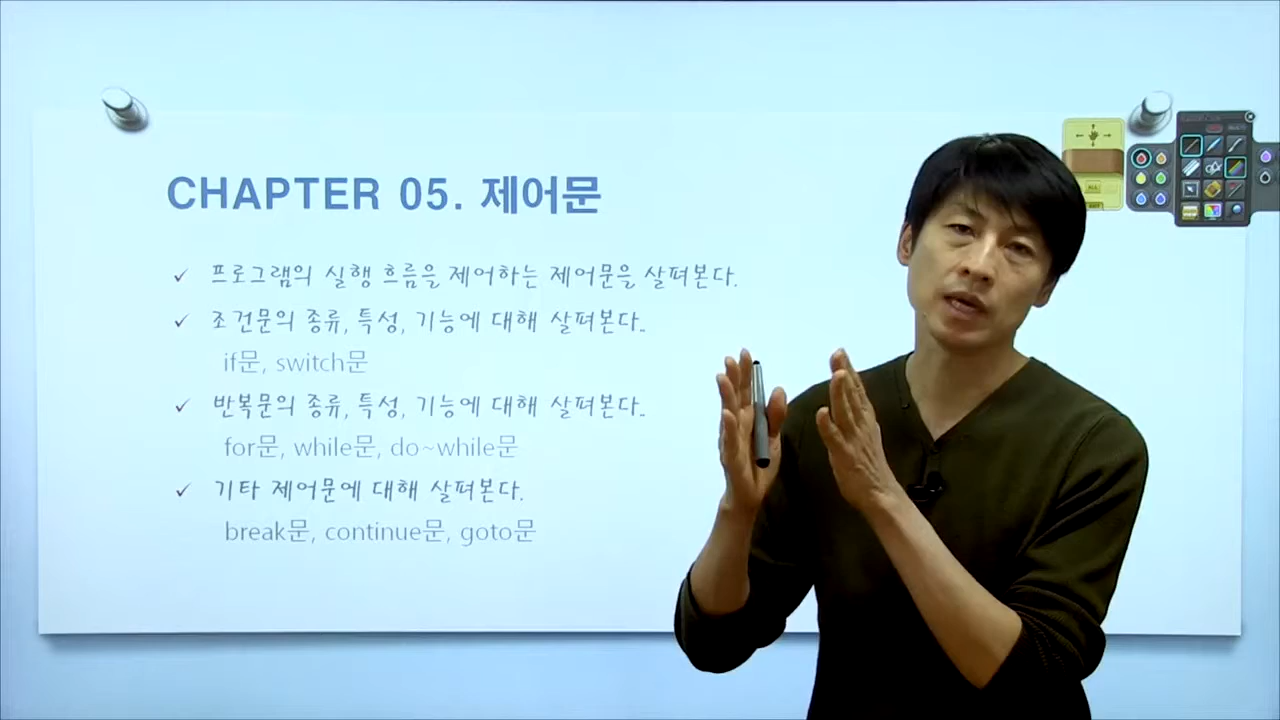 CHAPTER 05. 제어문
✓ 프로그램의 실행 흐름을 제어하는 제어문을 살펴본다.
✓ 조건문의 종류, 특성, 기능에 대해 살펴본다..
if문, switch문
✓ 반복문의 종류, 특성, 기능에 대해 살펴본다..
for문, while문, do~while문
✓ 기타 제어문에 대해 살펴본다.
break문, continue문, goto문
ALL